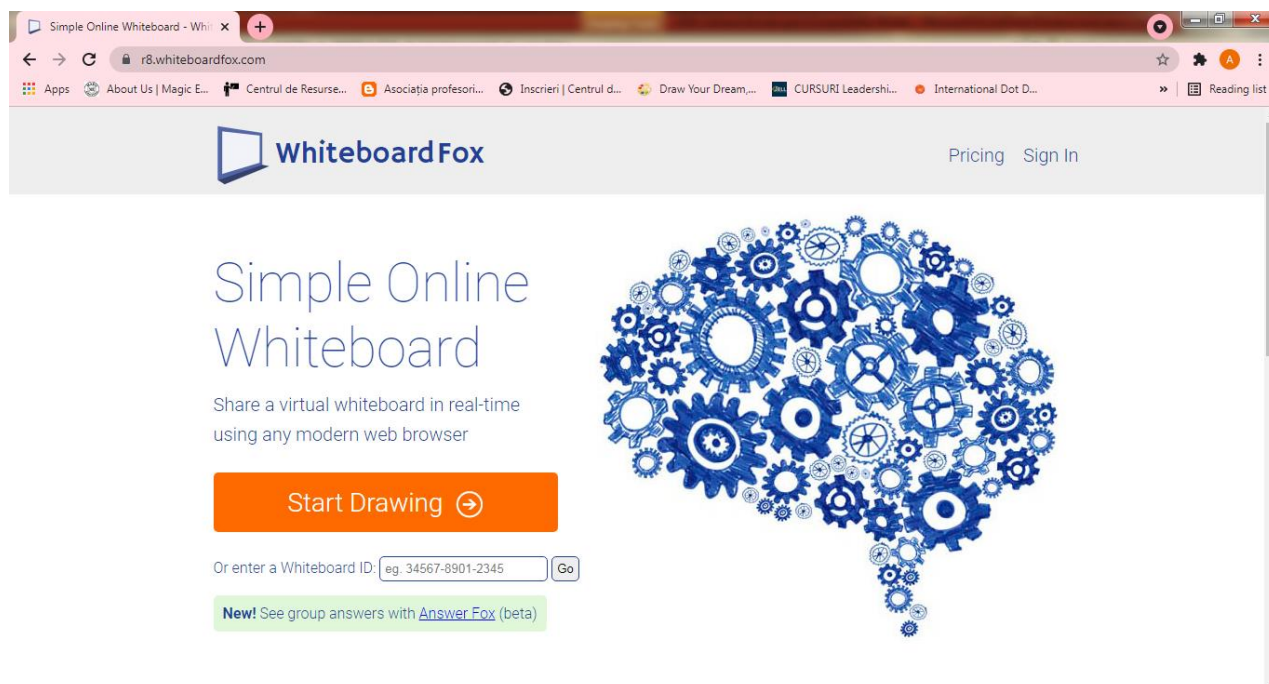 Simple Online Whiteboard - Whi
r8.whiteboardfox.com
Apps About Us | Magic E... Centrul de Resurse... Asociația profesori... Inscrieri | Centrul d... Draw Your Dream,... CURSURI Leadershi... International Dot D... » Reading list
Whiteboard Fox
Pricing Sign In
Simple Online
Whiteboard
Share a virtual whiteboard in real-time
using any modern web browser
Start Drawing
Or enter a Whiteboard ID: eg. 34567-8901-2345 Go
New! See group answers with Answer Fox (beta)